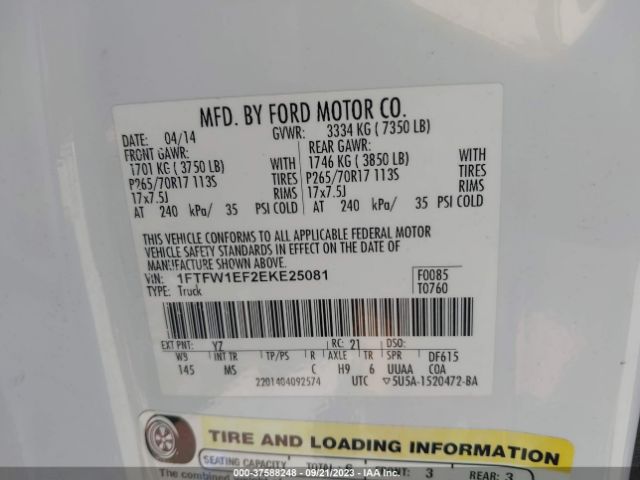 MFD. BY FORD MOTOR CO.
DATE: 04/14 GVWR: 3334 KG ( 7350 LB)
FRONT GAWR: REAR GAWR:
1701 KG ( 3750 LB) WITH 1746 KG ( 3850 LB) WITH
P265/70R17 113S TIRES P265/70R17 113S TIRES
17x7.5J RIMS 17x7.5J RIMS
AT 240 kPa/ 35 PSI COLD AT 240 kPa/ 35 PSI COLD
THIS VEHICLE CONFORMS TO ALL APPLICABLE FEDERAL MOTOR
VEHICLE SAFETY STANDARDS IN EFFECT ON THE DATE OF
MANUFACTURE SHOWN ABOVE.
VIN: 1FTFW1EF2EKE25081 F0085
TYPE: Truck T0760
EXT PNT: YZ RC: 21 DSO:
WB INT TR TP/PS R AXLE TR SPR DF615
145 MS C H9 6 UUAA COA
2201404092574 UTC 5U5A-1520472-BA
TIRE AND LOADING INFORMATION
SEATING CAPACITY TOTAL 6 3 REAR: 3
The combined
STOCK: 000-37588248 - 09/21/2023 - IAA Inc.